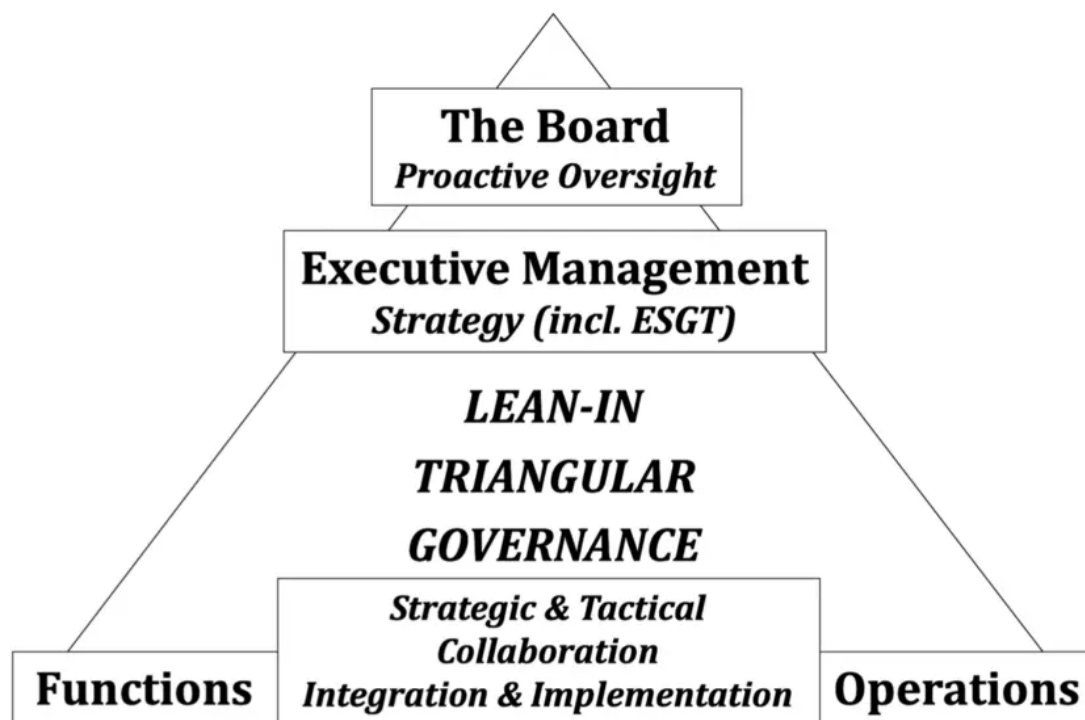 The Board
Proactive Oversight
Executive Management
Strategy (incl. ESGT)
LEAN-IN
TRIANGULAR
GOVERNANCE
Strategic & Tactical
Collaboration
Integration & Implementation
Functions
Operations